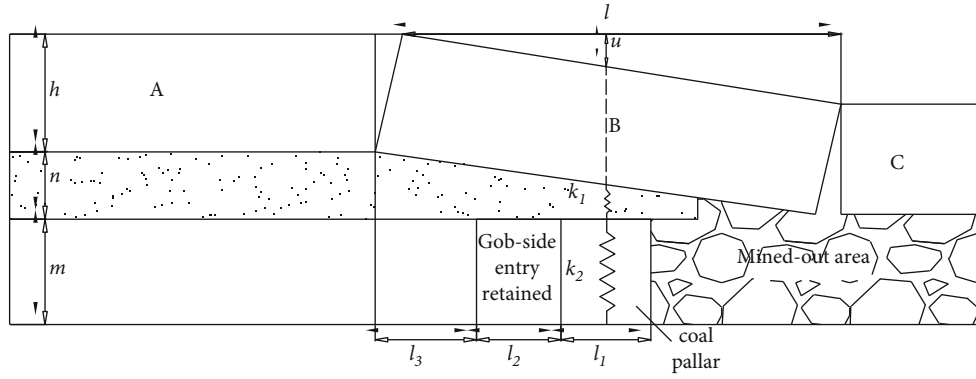 l
u
h
A
B
C
n
k1
m
Gob-side
entry
retained
k2
Mined-out area
l3
l2
l1
coal
pallar